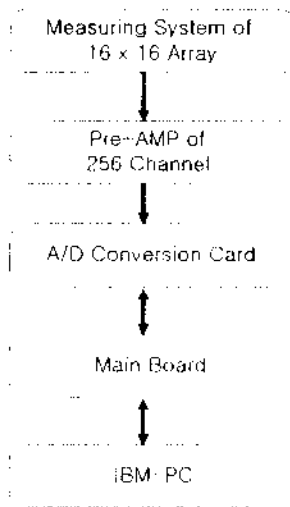 Measuring System of
16 × 16 Array
Pre-AMP of
256 Channel
A/D Conversion Card
Main Board
IBM-PC